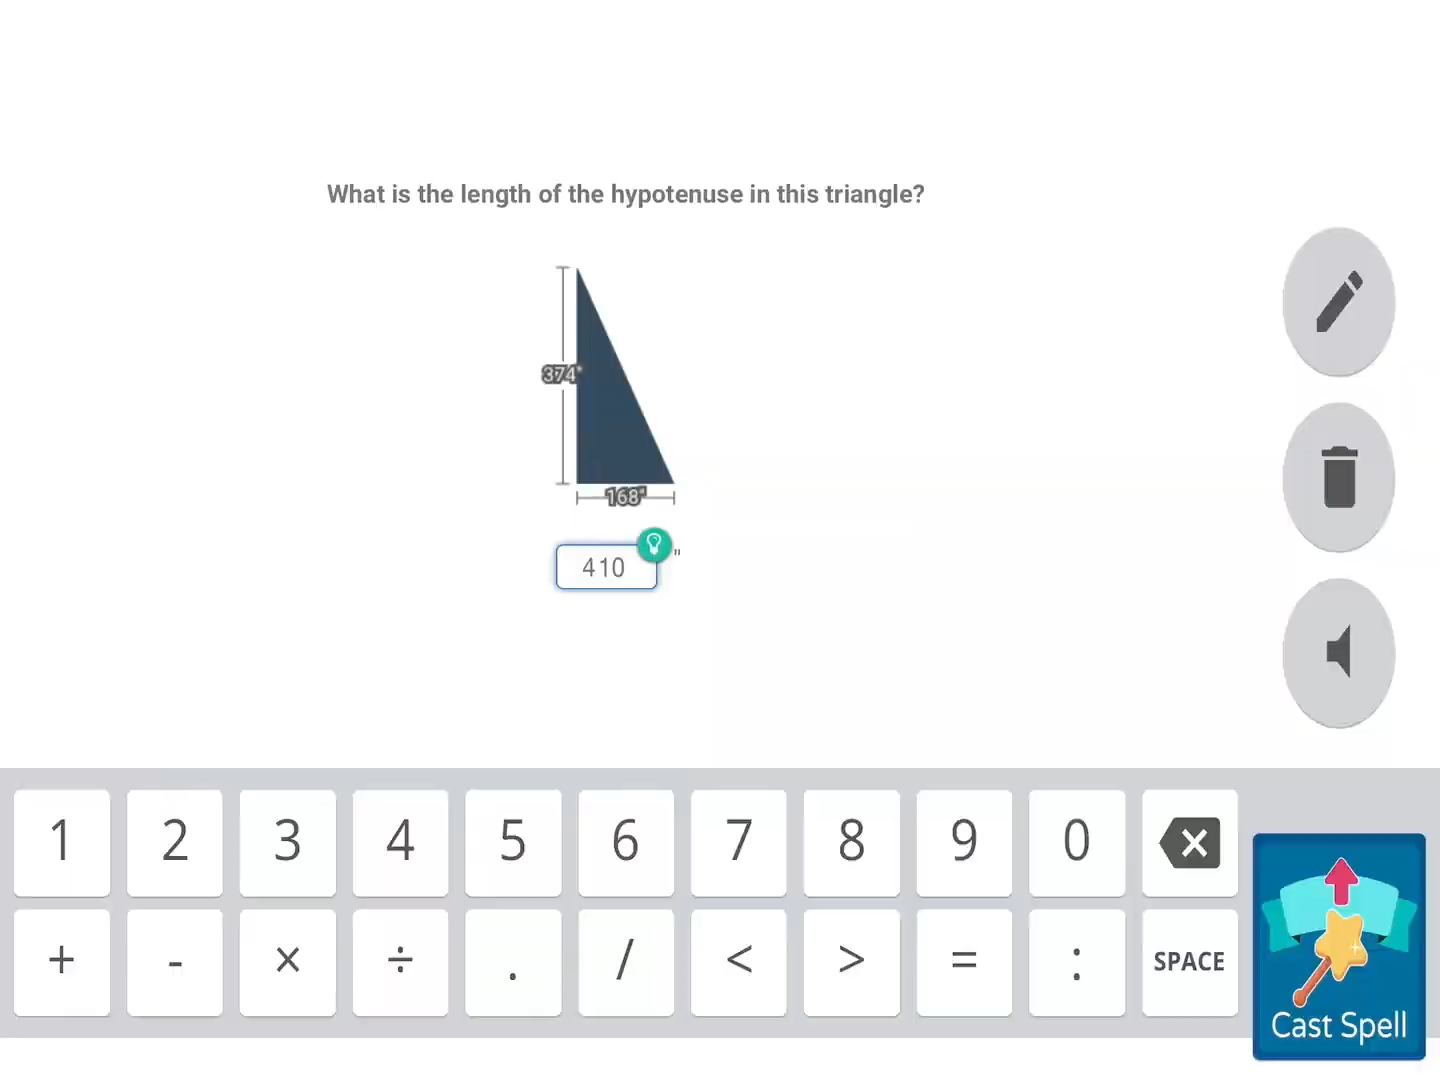 What is the length of the hypotenuse in this triangle?
374"
168"
410 "
1 2 3 4 5 6 7 8 9 0
+ - × ÷ . / < > = : SPACE
Cast Spell